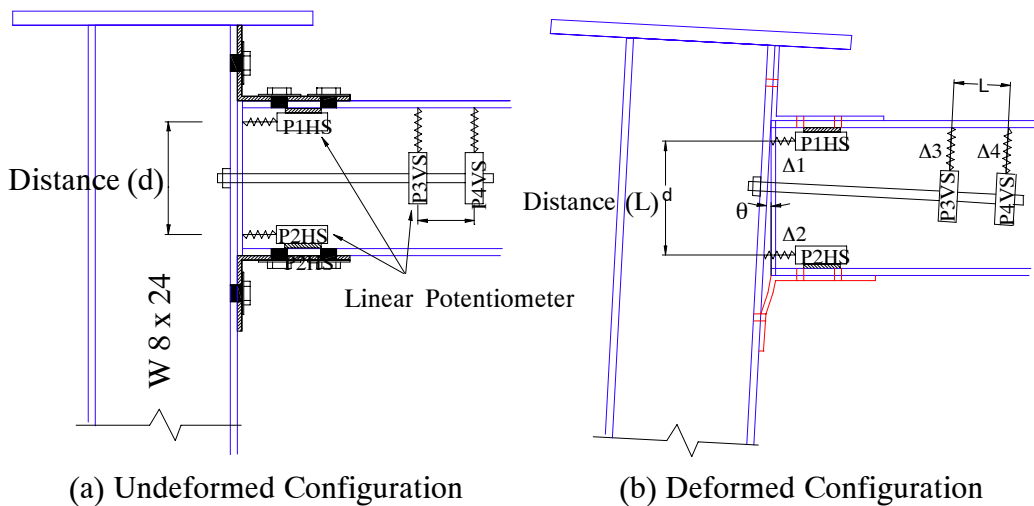 P1HS
P3VS
P4VS
Distance (d)
P2HS
P2HS
Linear Potentiometer
W 8 x 24
(a) Undeformed Configuration
L
P1HS
Δ3
Δ4
Δ1
P3VS
P4VS
Distance (L) d
θ
Δ2
P2HS
(b) Deformed Configuration